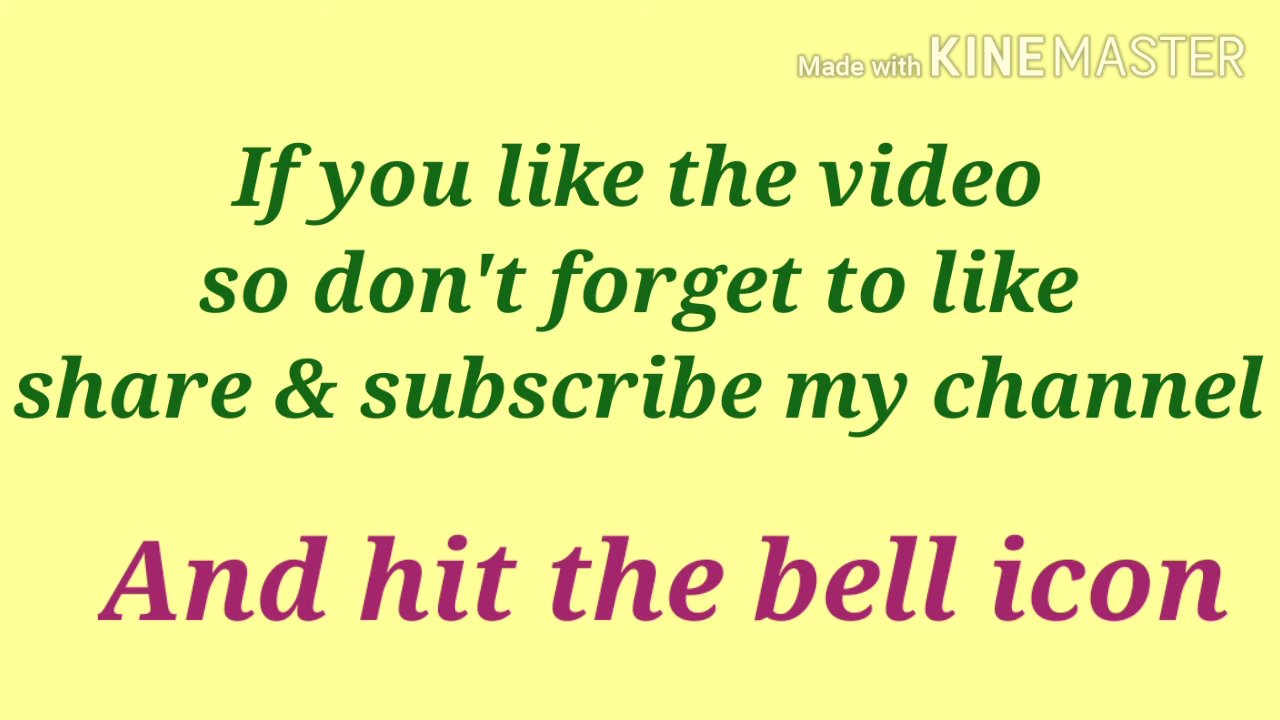 Made with KINEMASTER
If you like the video
so don't forget to like
share & subscribe my channel
And hit the bell icon